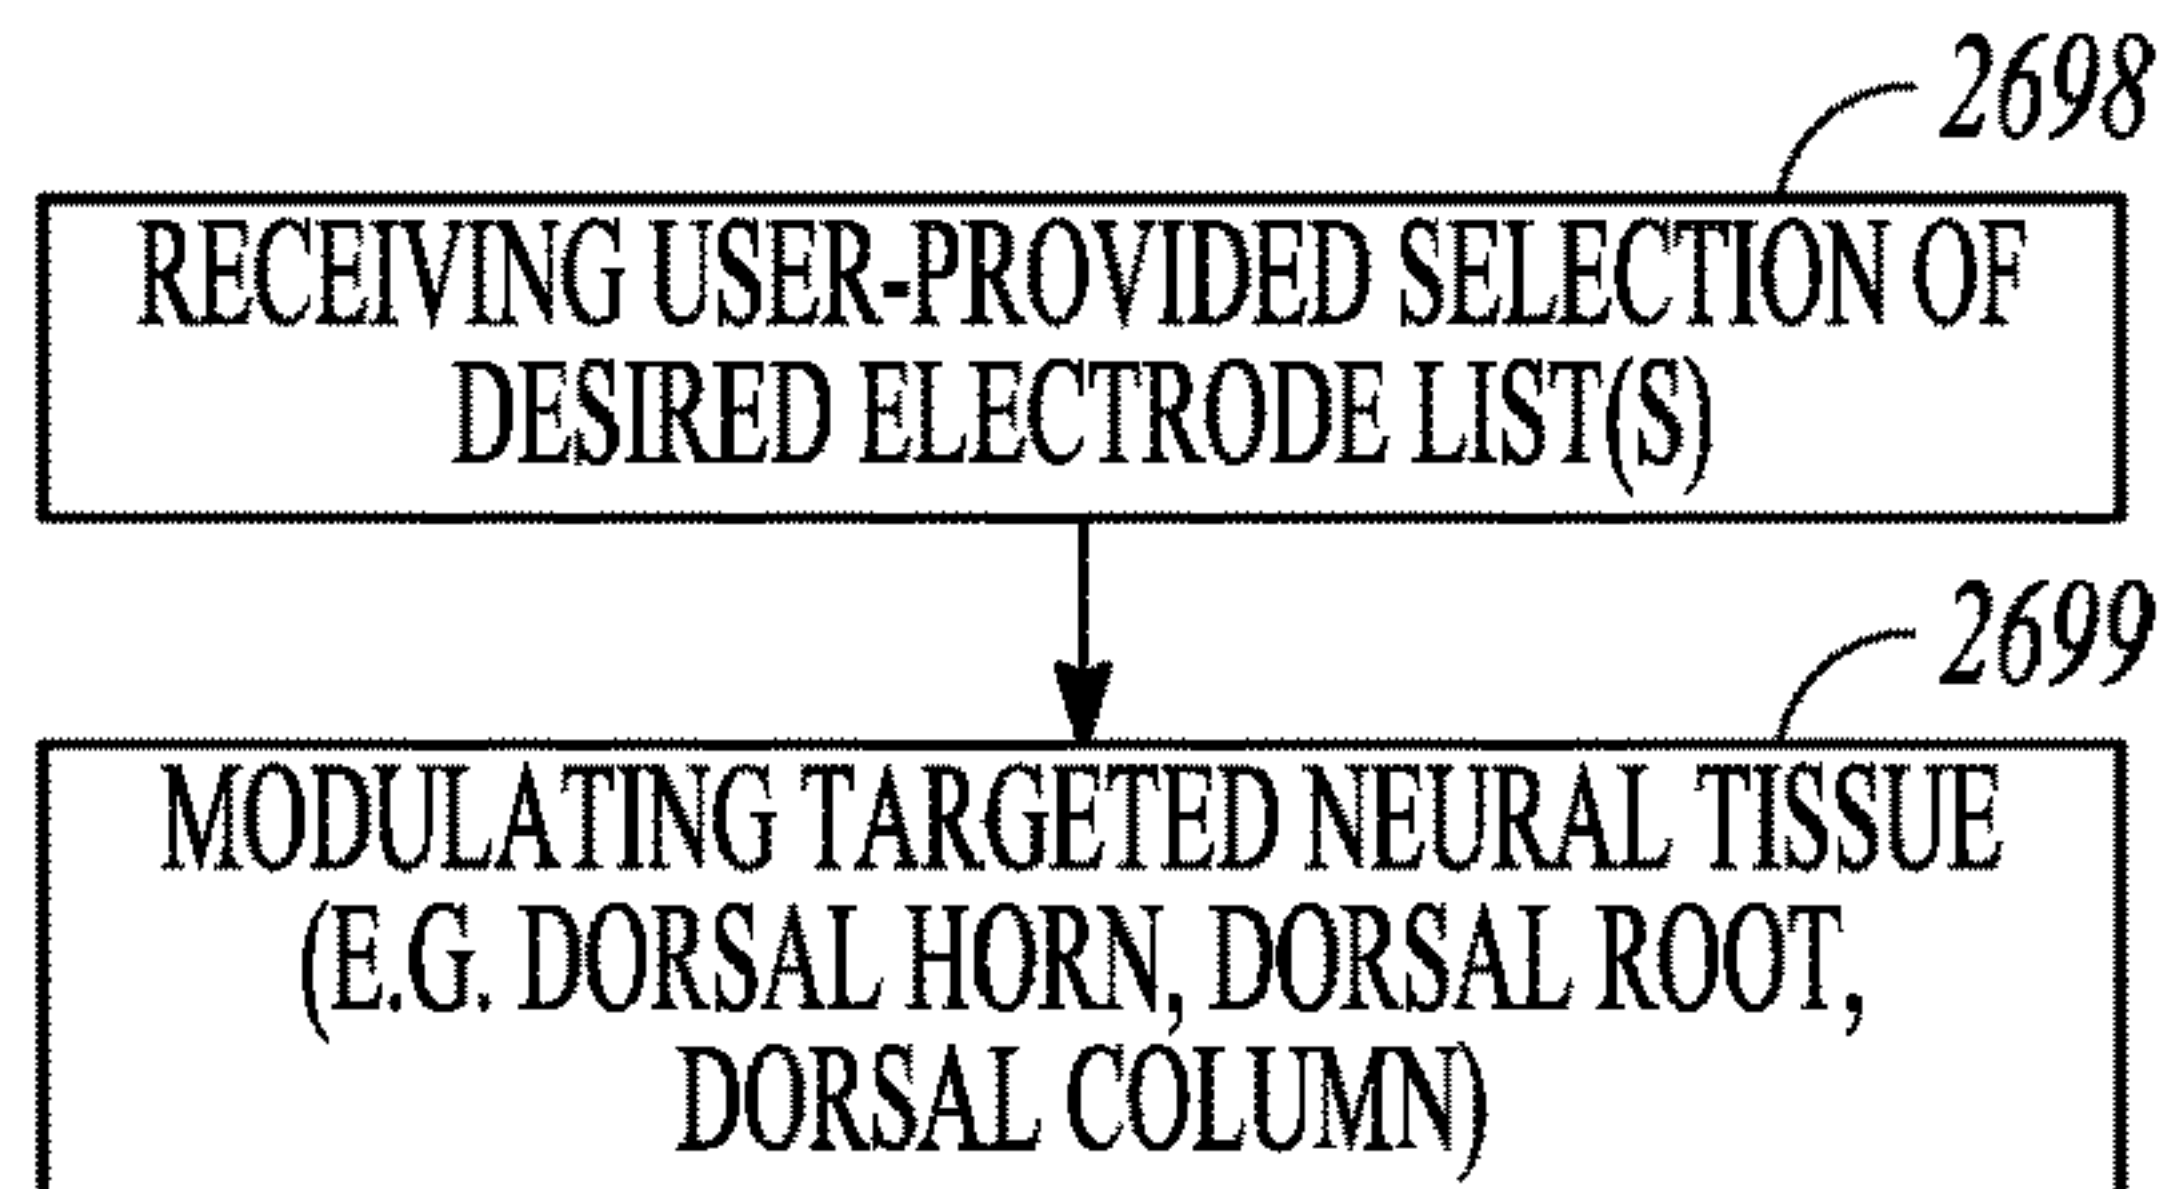 2698
RECEIVING USER-PROVIDED SELECTION OF
DESIRED ELECTRODE LIST(S)
2699
MODULATING TARGETED NEURAL TISSUE
(E.G. DORSAL HORN, DORSAL ROOT,
DORSAL COLUMN)